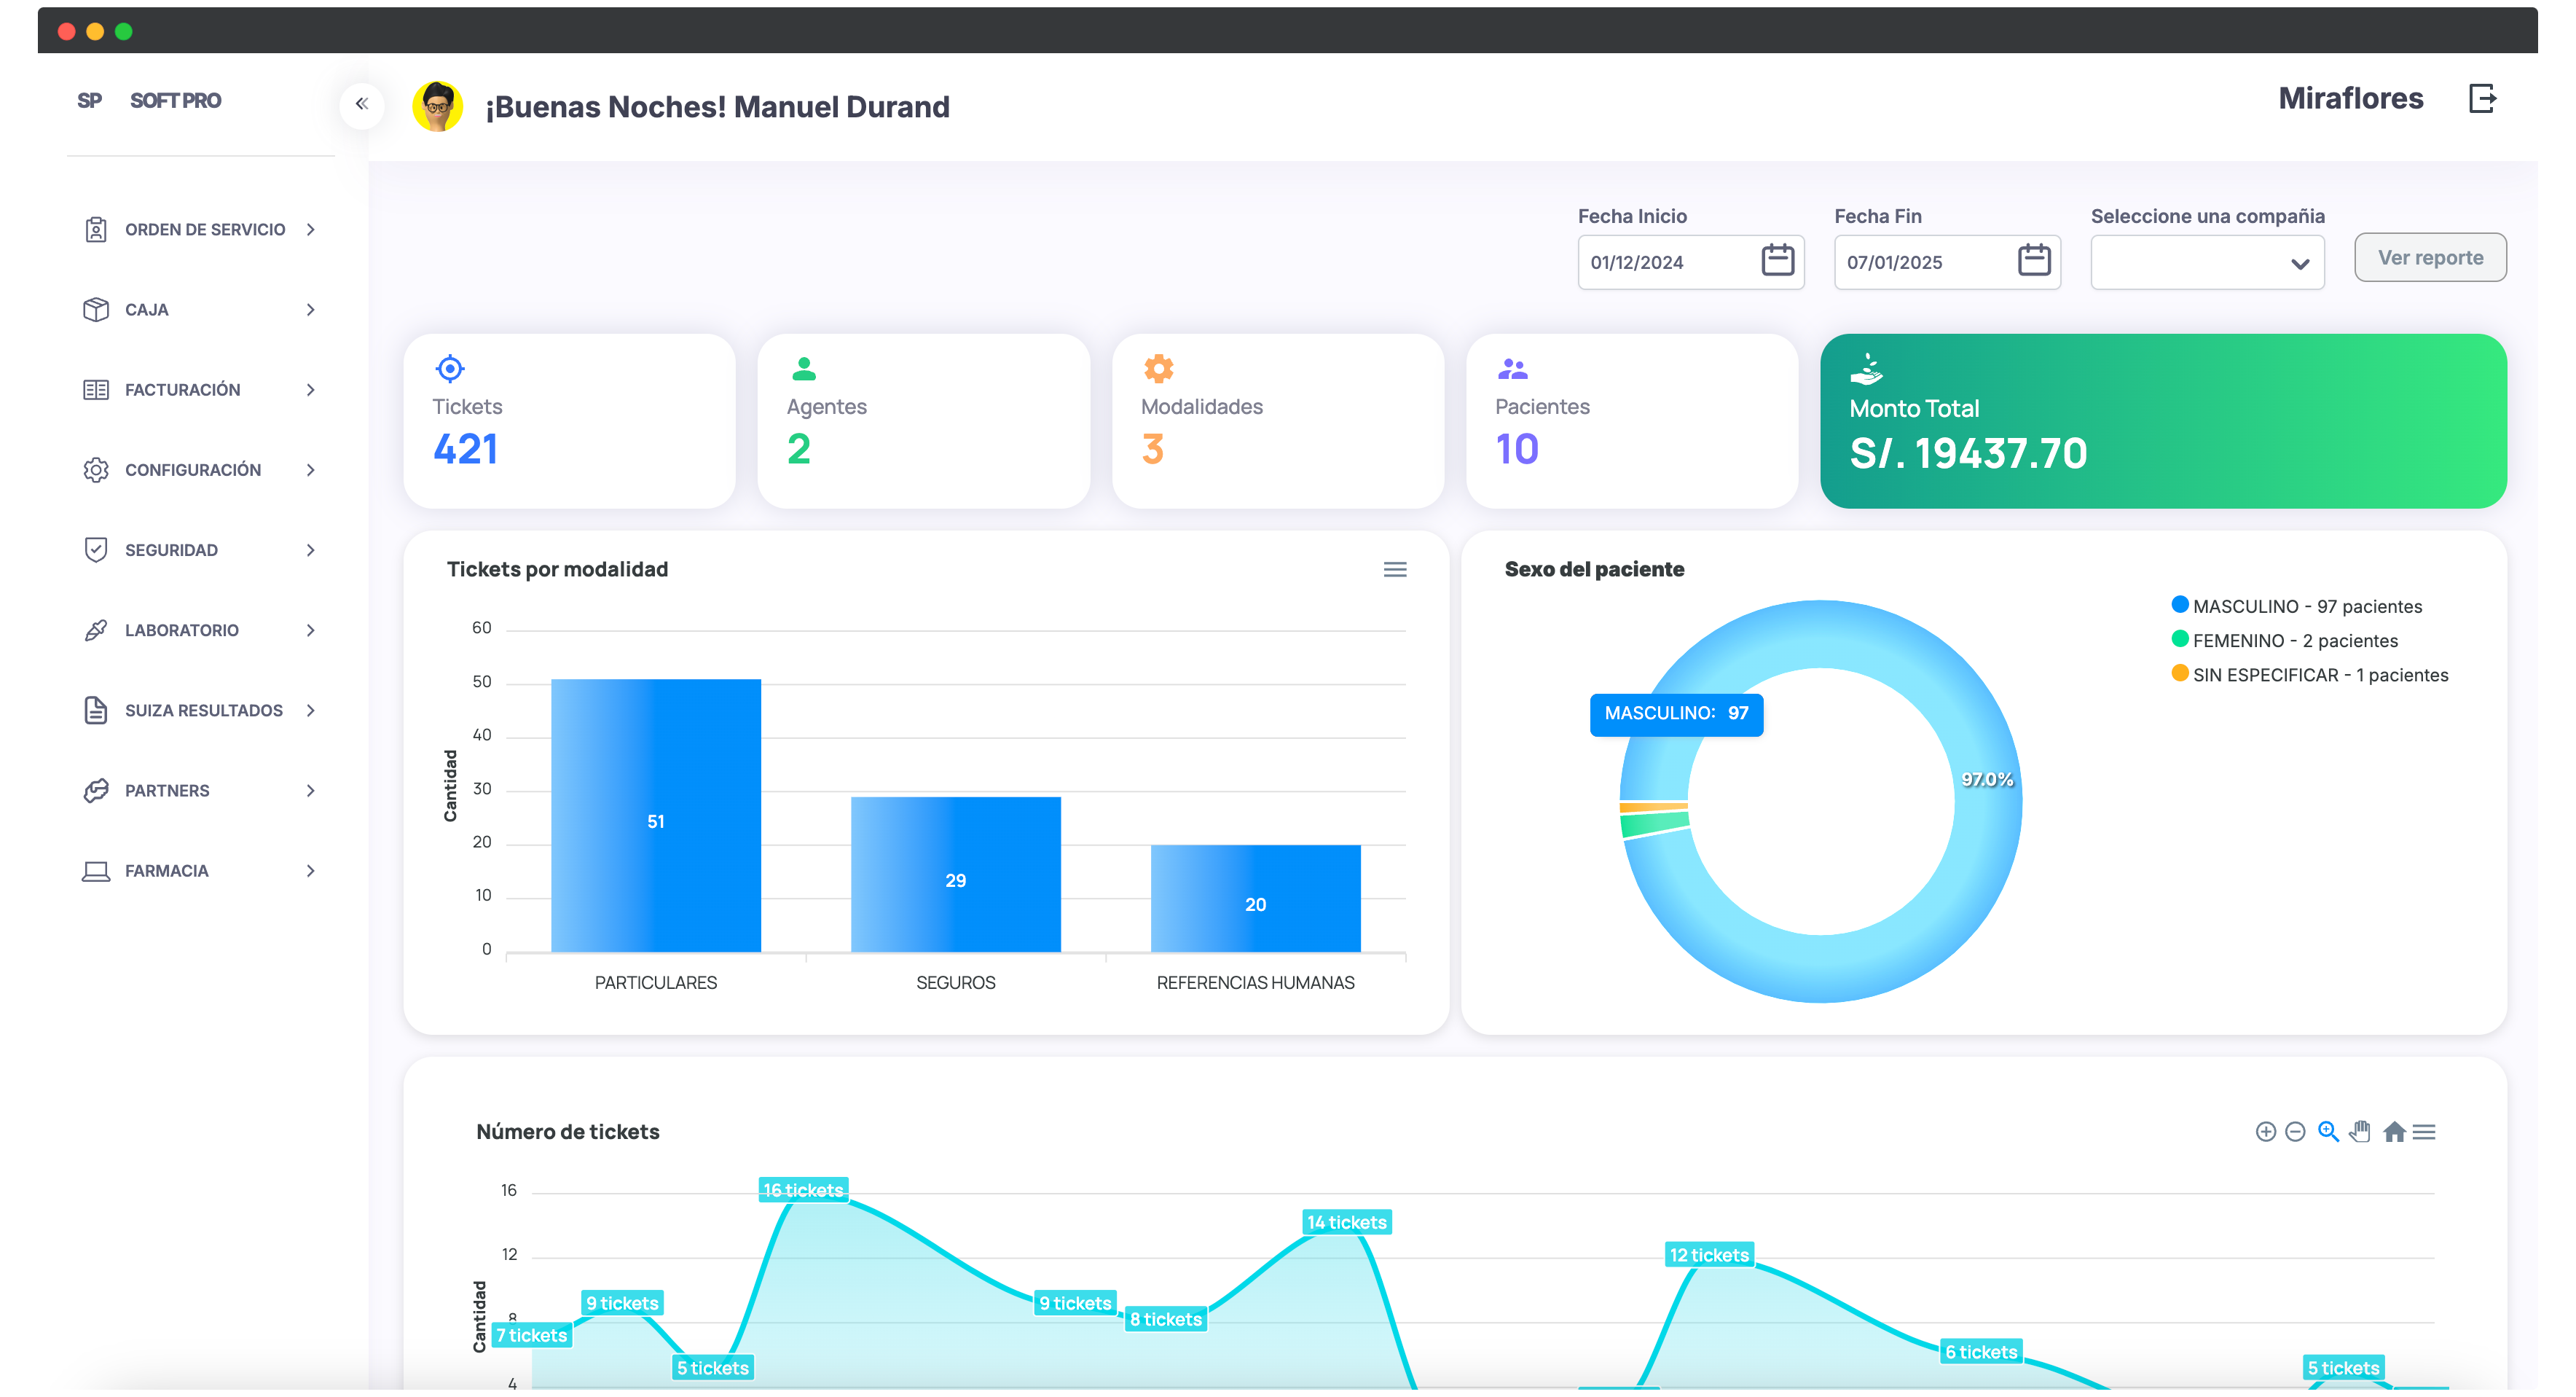 SP SOFT PRO
¡Buenas Noches! Manuel Durand
Miraflores
ORDEN DE SERVICIO
CAJA
FACTURACIÓN
CONFIGURACIÓN
SEGURIDAD
LABORATORIO
SUIZA RESULTADOS
PARTNERS
FARMACIA
Fecha Inicio
01/12/2024
Fecha Fin
07/01/2025
Seleccione una compañia
Ver reporte
Tickets
421
Agentes
2
Modalidades
3
Pacientes
10
Monto Total
S/. 19437.70
Tickets por modalidad
Cantidad
60
50
40
30
20
10
0
51
29
20
PARTICULARES
SEGUROS
REFERENCIAS HUMANAS
Sexo del paciente
MASCULINO - 97 pacientes
FEMENINO - 2 pacientes
SIN ESPECIFICAR - 1 pacientes
MASCULINO: 97
97.0%
Número de tickets
Cantidad
16
12
8
4
7 tickets
9 tickets
5 tickets
16 tickets
9 tickets
8 tickets
14 tickets
12 tickets
6 tickets
5 tickets